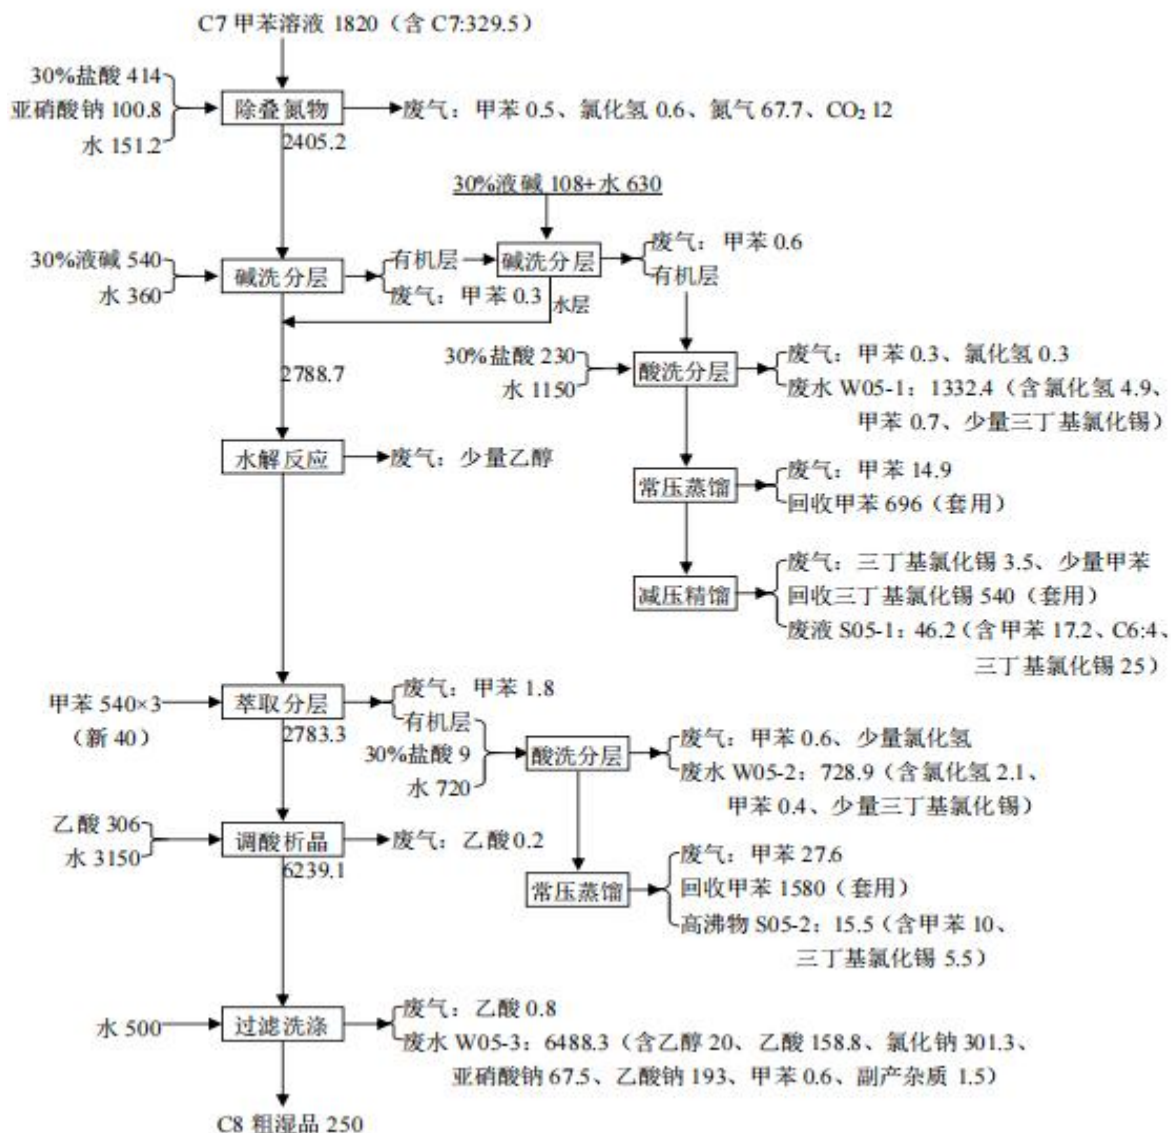 C7 甲苯溶液 1820（含 C7:329.5）
30%盐酸 414
亚硝酸钠 100.8
水 151.2
除叠氮物
废气：甲苯 0.5、氯化氢 0.6、氮气 67.7、CO₂ 12
2405.2
30%液碱 108+水 630
30%液碱 540
水 360
碱洗分层
有机层
废气：甲苯 0.3
碱洗分层
废气：甲苯 0.6
有机层
水层
2788.7
30%盐酸 230
水 1150
酸洗分层
废气：甲苯 0.3、氯化氢 0.3
废水 W05-1：1332.4（含氯化氢 4.9、
甲苯 0.7、少量三丁基氯化锡）
水解反应
废气：少量乙醇
常压蒸馏
废气：甲苯 14.9
回收甲苯 696（套用）
减压精馏
废气：三丁基氯化锡 3.5、少量甲苯
回收三丁基氯化锡 540（套用）
废液 S05-1：46.2（含甲苯 17.2、C6:4、
三丁基氯化锡 25）
甲苯 540×3
（新 40）
萃取分层
废气：甲苯 1.8
有机层
2783.3
30%盐酸 9
水 720
酸洗分层
废气：甲苯 0.6、少量氯化氢
废水 W05-2：728.9（含氯化氢 2.1、
甲苯 0.4、少量三丁基氯化锡）
乙酸 306
水 3150
调酸析晶
废气：乙酸 0.2
6239.1
常压蒸馏
废气：甲苯 27.6
回收甲苯 1580（套用）
高沸物 S05-2：15.5（含甲苯 10、
三丁基氯化锡 5.5）
水 500
过滤洗涤
废气：乙酸 0.8
废水 W05-3：6488.3（含乙醇 20、乙酸 158.8、氯化钠 301.3、
亚硝酸钠 67.5、乙酸钠 193、甲苯 0.6、副产杂质 1.5）
C8 粗湿品 250